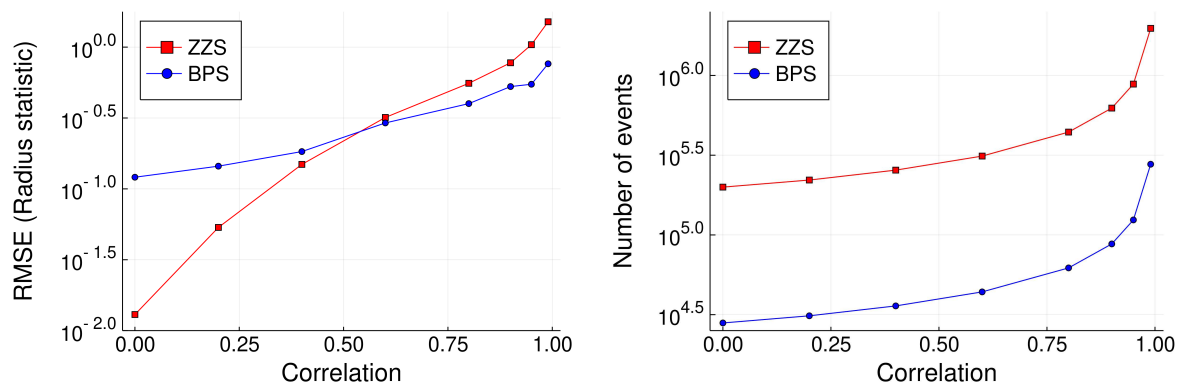 RMSE (Radius statistic)
10^0.0
10^-0.5
10^-1.0
10^-1.5
10^-2.0
ZZS
BPS
0.00 0.25 0.50 0.75 1.00
Correlation
Number of events
10^6.0
10^5.5
10^5.0
10^4.5
ZZS
BPS
0.00 0.25 0.50 0.75 1.00
Correlation